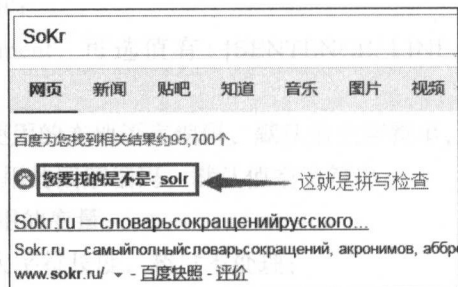 SoKr
网页 新闻 贴吧 知道 音乐 图片 视频
百度为您找到相关结果约95,700个
您要找的是不是: solr 这就是拼写检查
Sokr.ru —словарьсокращенийрусского...
Sokr.ru —самыйполныйсловарьсокращений, акронимов, аббре
www.sokr.ru/ - 百度快照 - 评价